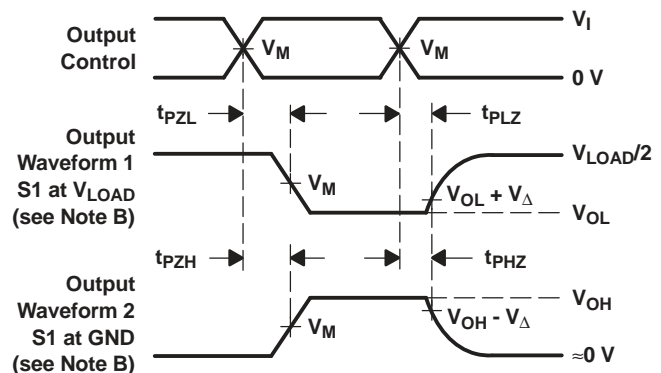 Output
Control
V_M
V_M
V_I
0 V
t_PZL
t_PLZ
Output
Waveform 1
S1 at V_LOAD
(see Note B)
V_M
V_LOAD/2
V_OL + V_Δ
V_OL
t_PZH
t_PHZ
Output
Waveform 2
S1 at GND
(see Note B)
V_M
V_OH
V_OH - V_Δ
≈0 V